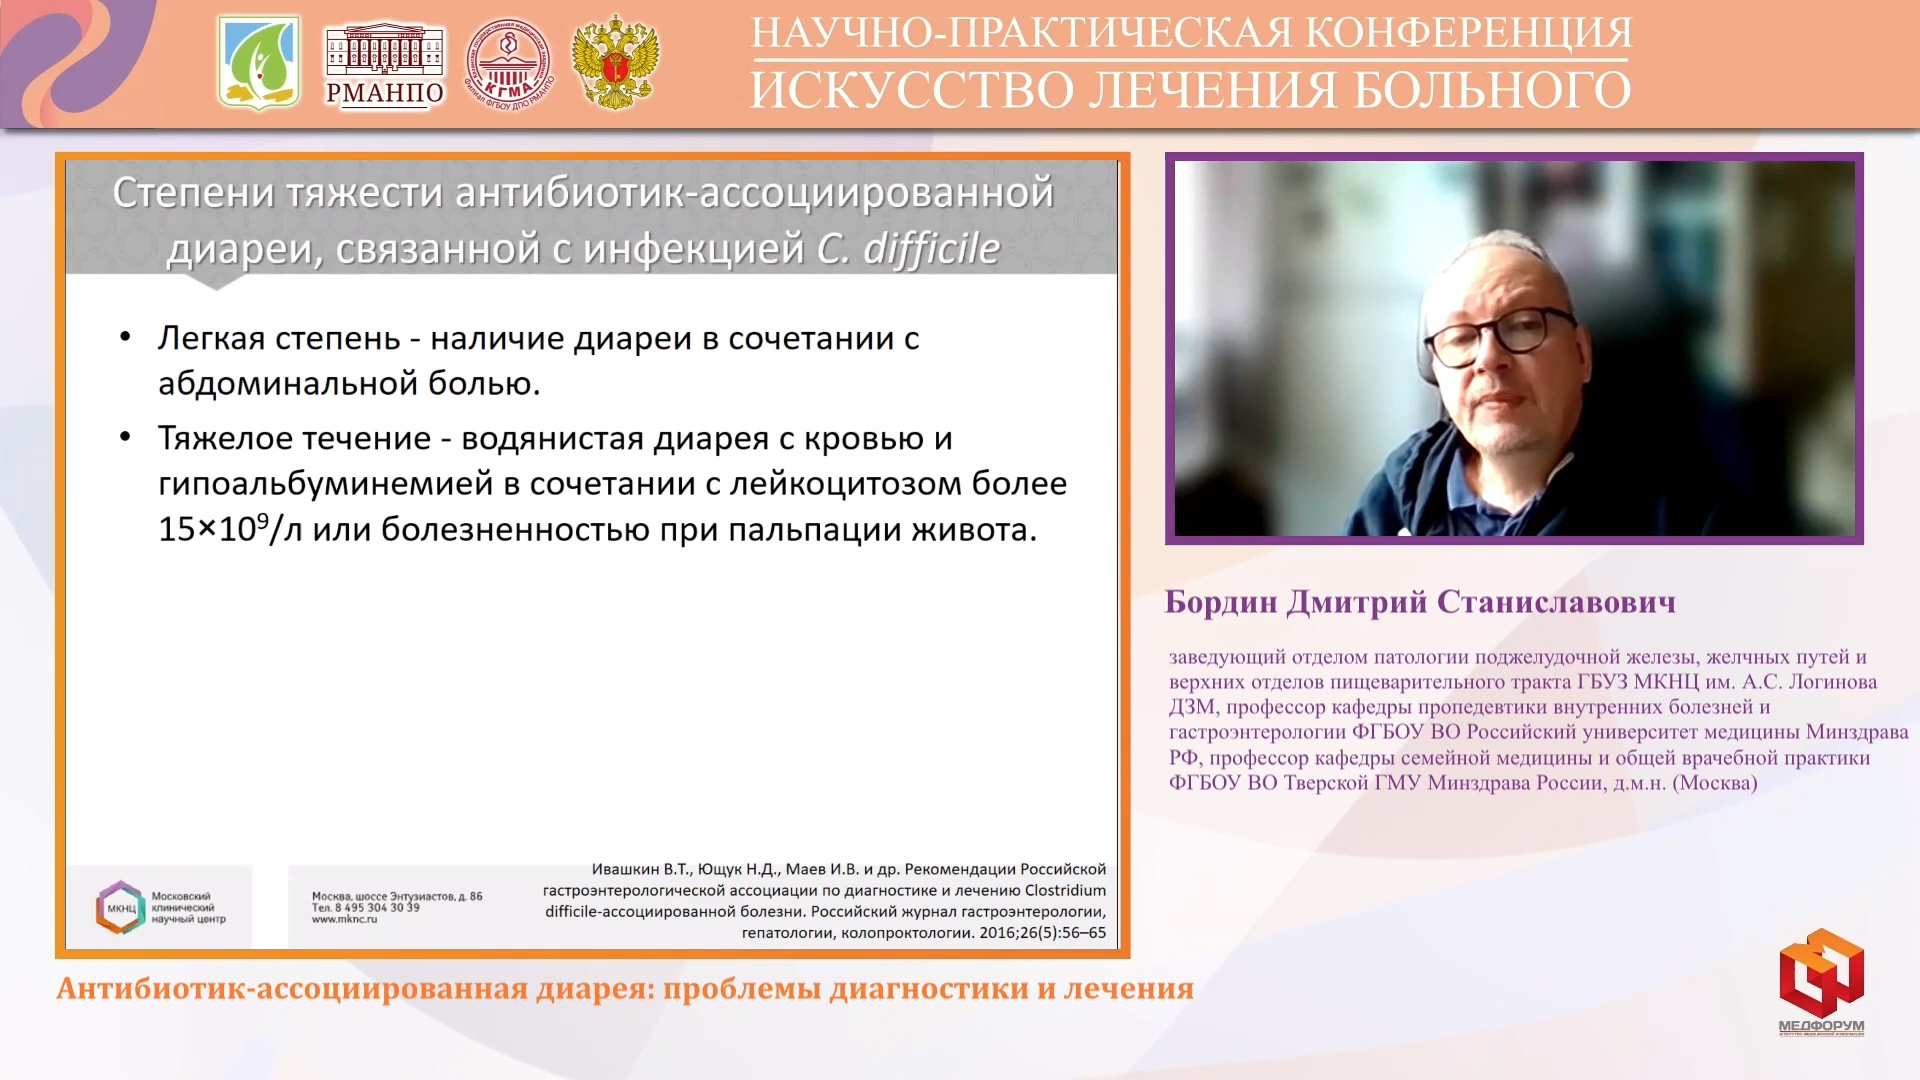 НАУЧНО-ПРАКТИЧЕСКАЯ КОНФЕРЕНЦИЯ
ИСКУССТВО ЛЕЧЕНИЯ БОЛЬНОГО
РМАНПО
КГМА
Степени тяжести антибиотик-ассоциированной
диареи, связанной с инфекцией C. difficile
• Легкая степень - наличие диареи в сочетании с
абдоминальной болью.
• Тяжелое течение - водянистая диарея с кровью и
гипоальбуминемией в сочетании с лейкоцитозом более
15×10⁹/л или болезненностью при пальпации живота.
МКНЦ
Московский
клинический
научный центр
Москва, шоссе Энтузиастов, д. 86
Тел. 8 495 304 30 39
www.mknc.ru
Ивашкин В.Т., Ющук Н.Д., Маев И.В. и др. Рекомендации Российской
гастроэнтерологической ассоциации по диагностике и лечению Clostridium
difficile-ассоциированной болезни. Российский журнал гастроэнтерологии,
гепатологии, колопроктологии. 2016;26(5):56–65
Бордин Дмитрий Станиславович
заведующий отделом патологии поджелудочной железы, желчных путей и
верхних отделов пищеварительного тракта ГБУЗ МКНЦ им. А.С. Логинова
ДЗМ, профессор кафедры пропедевтики внутренних болезней и
гастроэнтерологии ФГБОУ ВО Российский университет медицины Минздрава
РФ, профессор кафедры семейной медицины и общей врачебной практики
ФГБОУ ВО Тверской ГМУ Минздрава России, д.м.н. (Москва)
Антибиотик-ассоциированная диарея: проблемы диагностики и лечения
МЕДФОРУМ